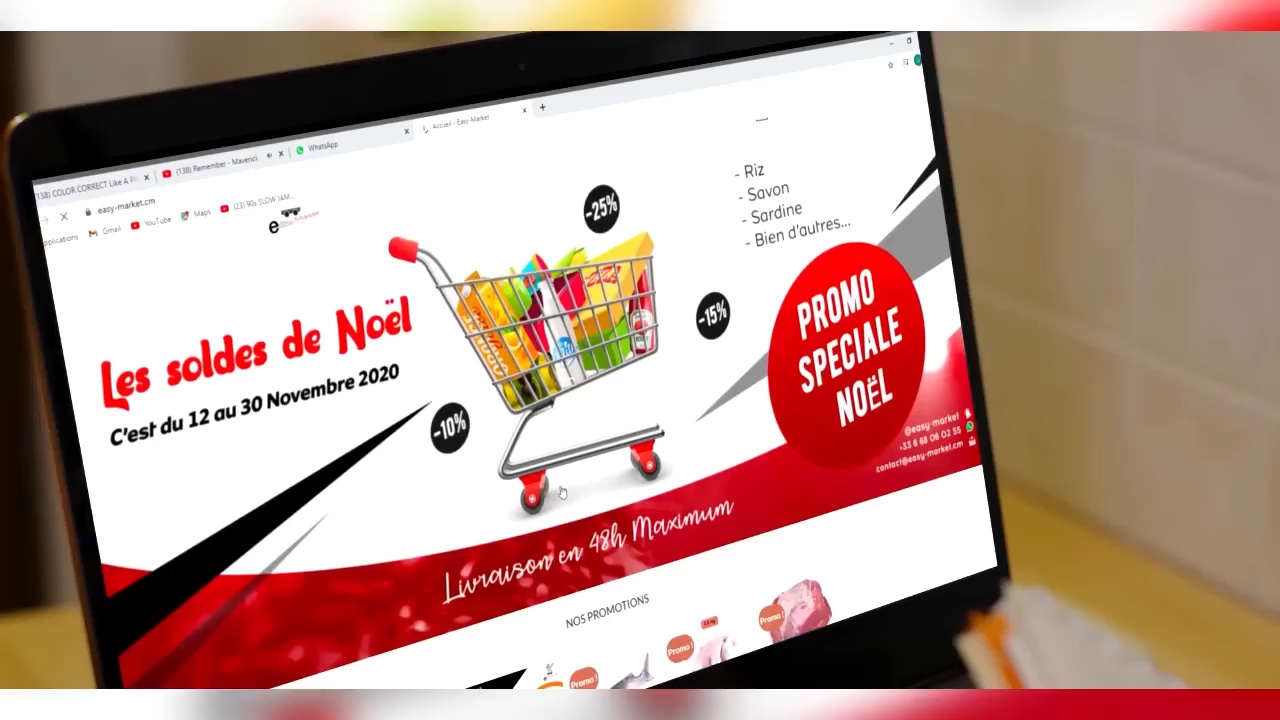 138) COLOR CORRECT Like A
(138) Remember - Maverick
WhatsApp
Accueil - Easy-Market
easy-market.cm
Gmail
YouTube
Maps
(23) 90s SLOW JAM...
e
-25%
- Riz
- Savon
- Sardine
- Bien d'autres...
-15%
PROMO
SPECIALE
NOËL
Les soldes de Noël
C'est du 12 au 30 Novembre 2020
-10%
@easy-market
+33 6 68 06 02 55
contact@easy-market.cm
Livraison en 48h Maximum
NOS PROMOTIONS
Promo !
Promo !
Promo !